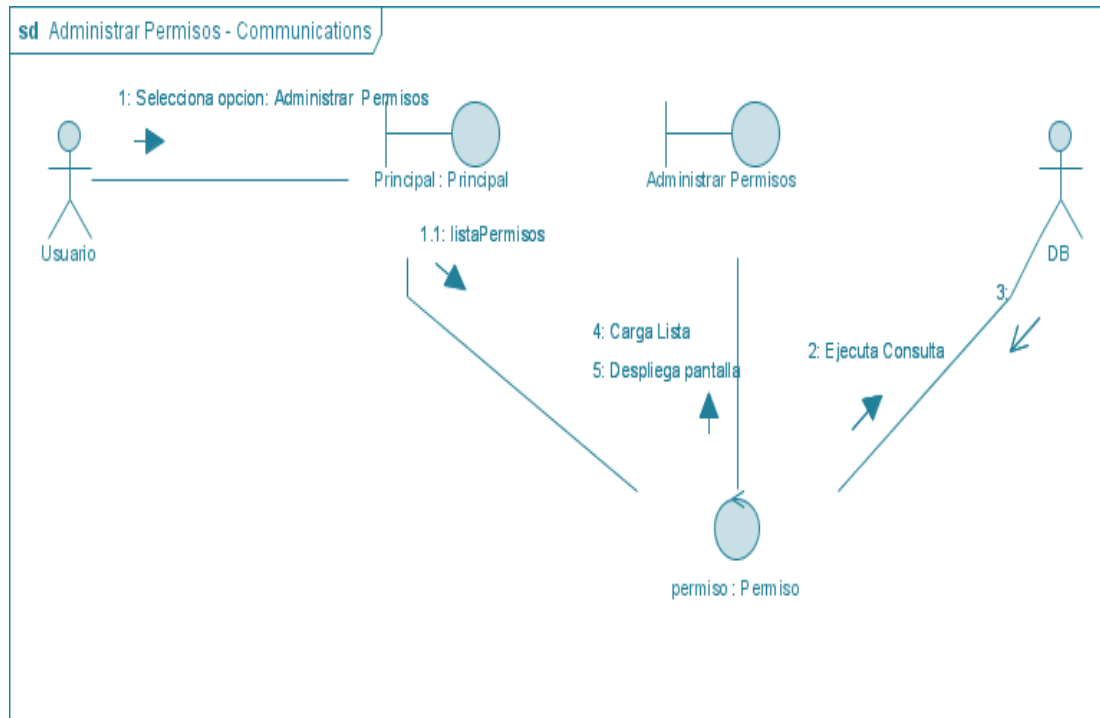 sd Administrar Permisos - Communications
1: Selecciona opcion: Administrar Permisos
Usuario
Principal : Principal
Administrar Permisos
DB
1.1: listaPermisos
3:
4: Carga Lista
5: Despliega pantalla
2: Ejecuta Consulta
permiso : Permiso